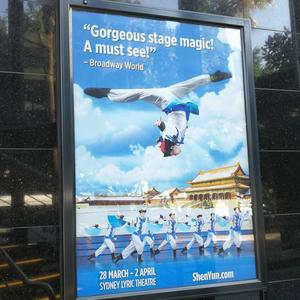 “Gorgeous stage magic!
A must see!”
– Broadway World
28 MARCH – 2 APRIL
SYDNEY LYRIC THEATRE
ShenYun.com